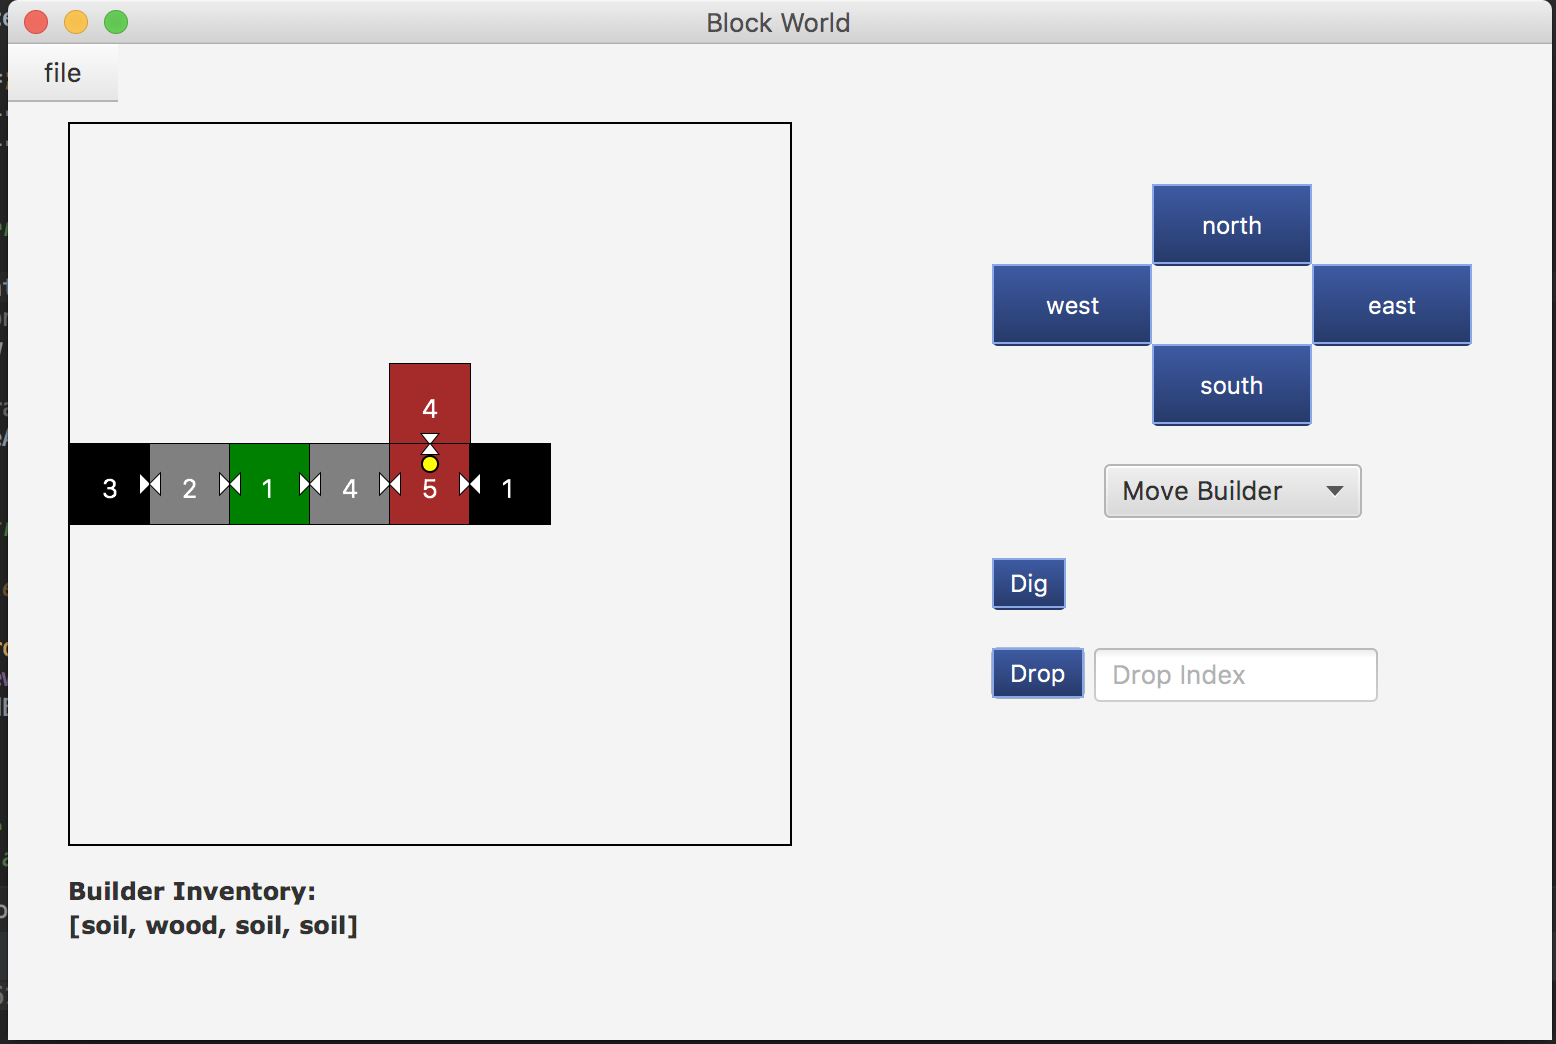 Block World
file
north
west
east
4
south
3 2 1 4 5 1
Move Builder
Dig
Drop
Drop Index
Builder Inventory:
[soil, wood, soil, soil]